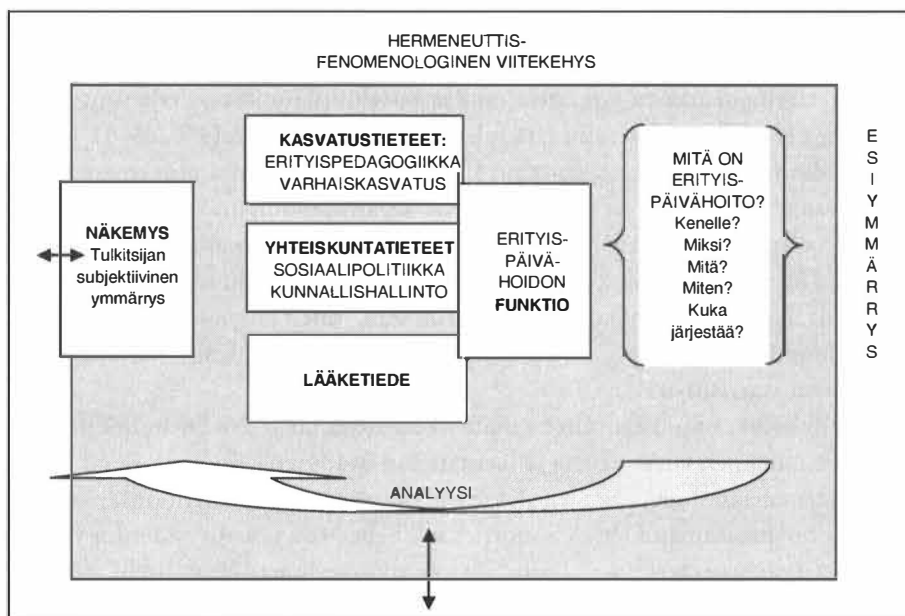 HERMENEUTTIS-
FENOMENOLOGINEN VIITEKEHYS
NÄKEMYS
Tulkitsijan
subjektiivinen
ymmärrys
KASVATUSTIETEET:
ERITYISPEDAGOGIIKKA
VARHAISKASVATUS
YHTEISKUNTATIETEET
SOSIAALIPOLITIIKKA
KUNNALLISHALLINTO
LÄÄKETIEDE
ERITYIS-
PÄIVÄ-
HOIDON
FUNKTIO
MITÄ ON
ERITYIS-
PÄIVÄHOITO?
Kenelle?
Miksi?
Mitä?
Miten?
Kuka
järjestää?
E
S
I
Y
M
M
Ä
R
R
Y
S
ANALYYSI